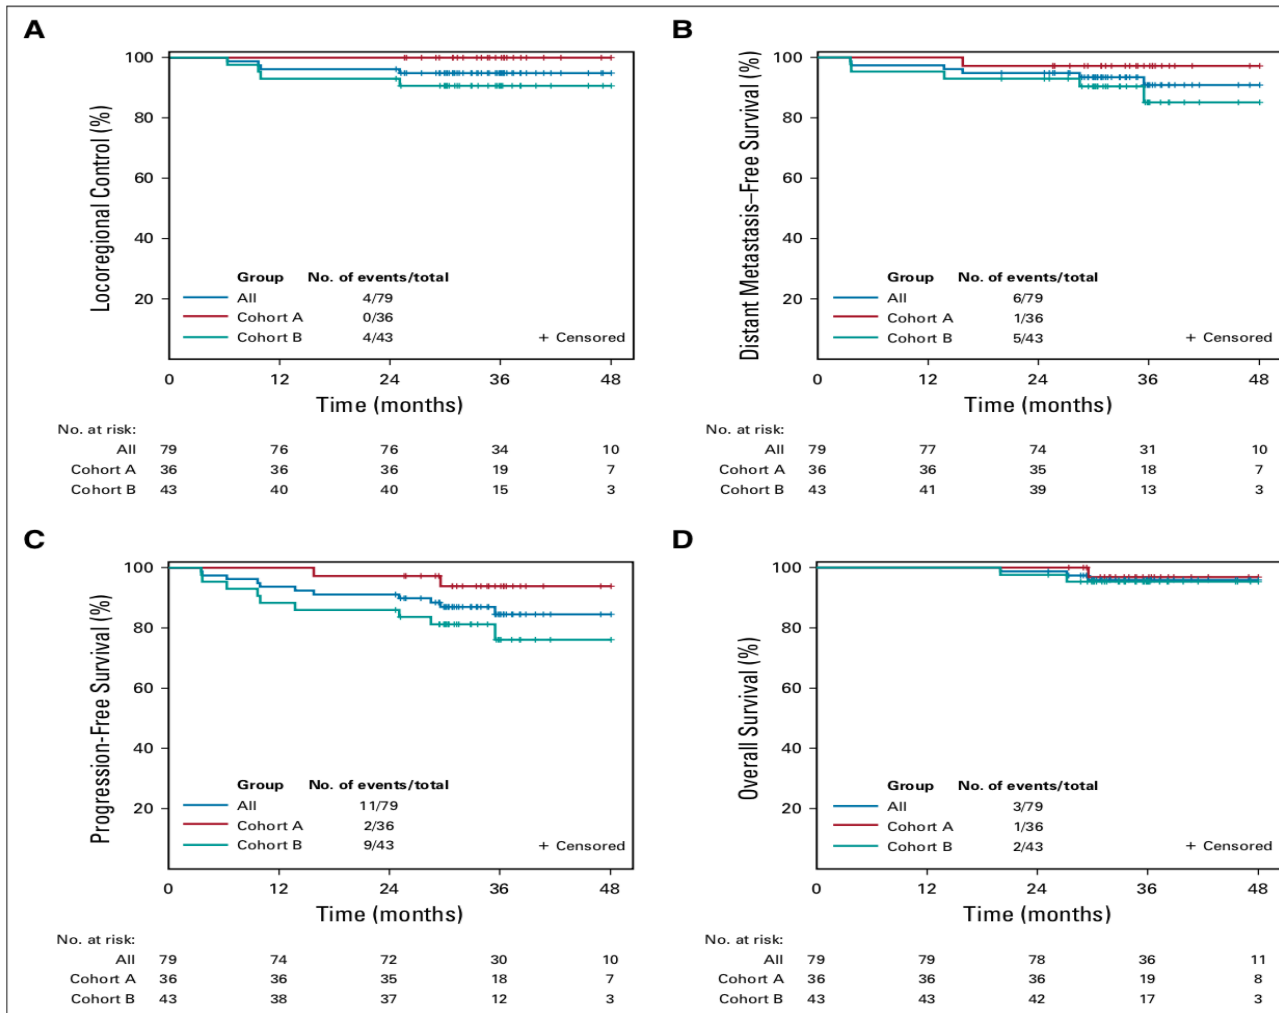 A
Locoregional Control (%)
100
80
60
40
20
Group No. of events/total
All 4/79
Cohort A 0/36
Cohort B 4/43
+ Censored
0 12 24 36 48
Time (months)
No. at risk:
All 79 76 76 34 10
Cohort A 36 36 36 19 7
Cohort B 43 40 40 15 3
B
Distant Metastasis–Free Survival (%)
100
80
60
40
20
Group No. of events/total
All 6/79
Cohort A 1/36
Cohort B 5/43
+ Censored
0 12 24 36 48
Time (months)
No. at risk:
All 79 77 74 31 10
Cohort A 36 36 35 18 7
Cohort B 43 41 39 13 3
C
Progression-Free Survival (%)
100
80
60
40
20
Group No. of events/total
All 11/79
Cohort A 2/36
Cohort B 9/43
+ Censored
0 12 24 36 48
Time (months)
No. at risk:
All 79 74 72 30 10
Cohort A 36 36 35 18 7
Cohort B 43 38 37 12 3
D
Overall Survival (%)
100
80
60
40
20
Group No. of events/total
All 3/79
Cohort A 1/36
Cohort B 2/43
+ Censored
0 12 24 36 48
Time (months)
No. at risk:
All 79 79 78 36 11
Cohort A 36 36 36 19 8
Cohort B 43 43 42 17 3